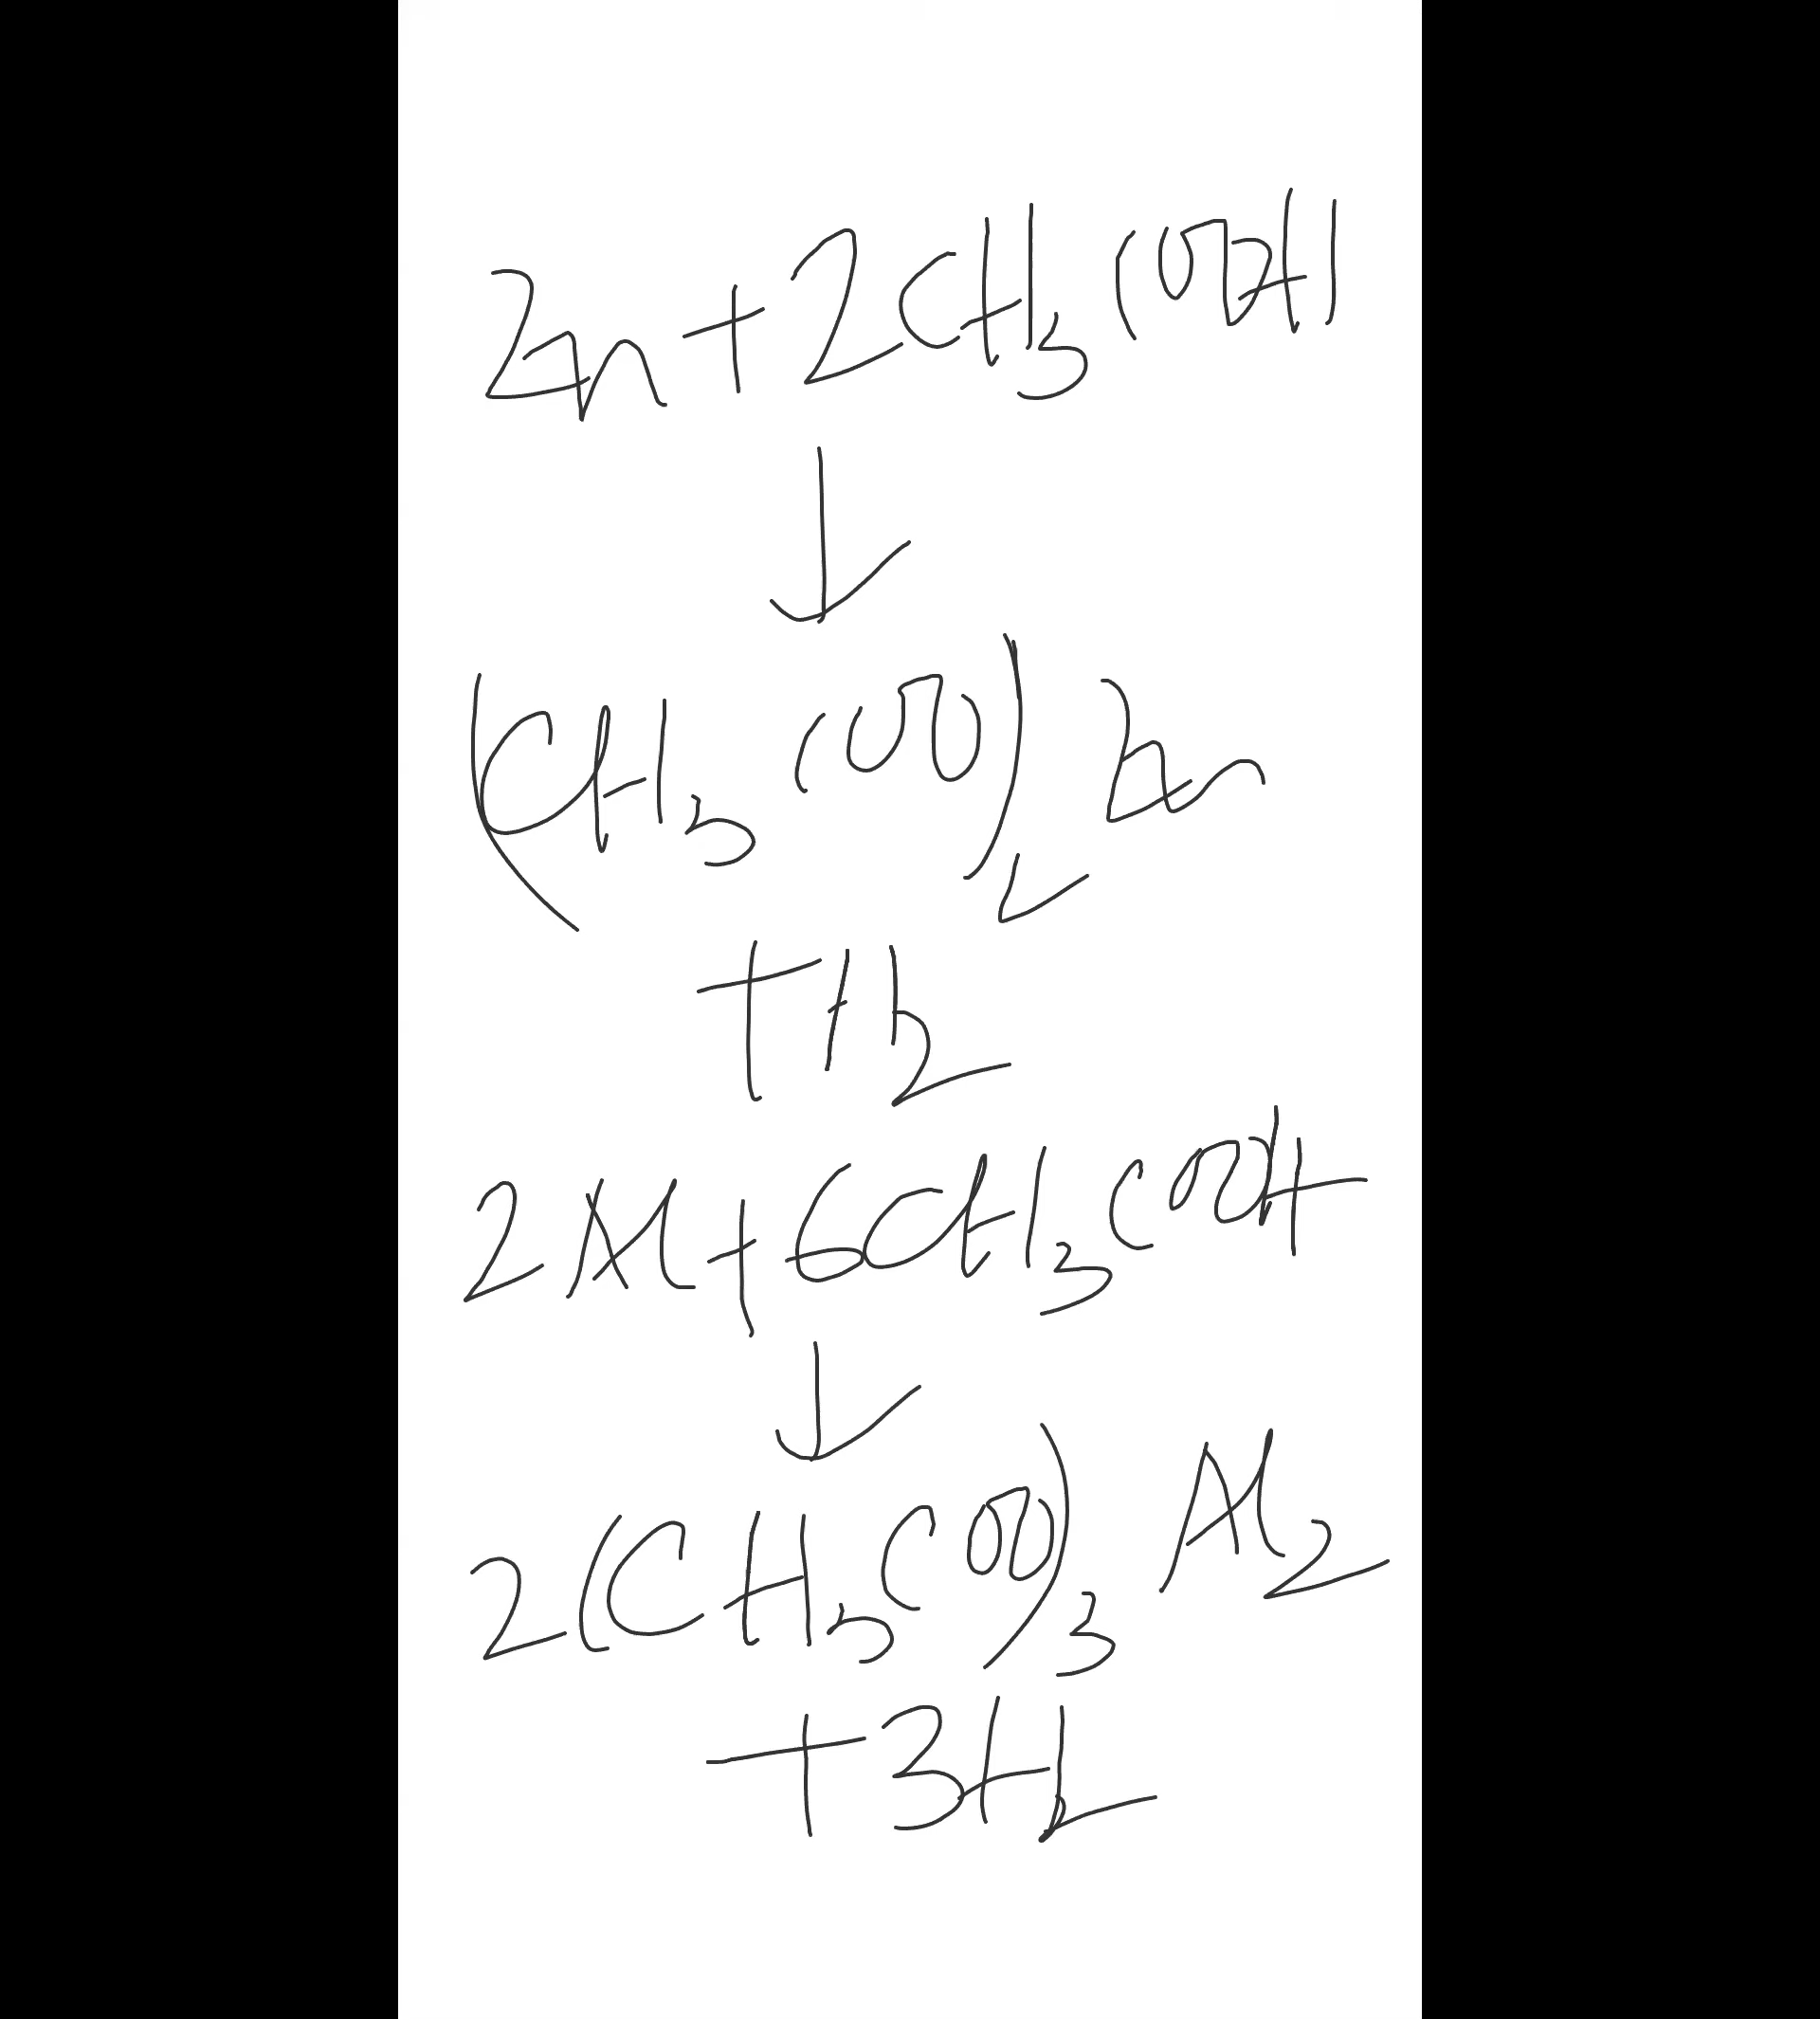 Zn+2CH₃COOH
↓
(CH₃COO)₂Zn
+H₂
2Al+6CH₃COOH
↓
2(CH₃COO)₃Al₂
+3H₂